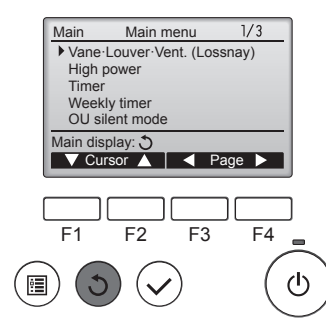 Main Main menu 1/3
Vane·Louver·Vent. (Lossnay)
High power
Timer
Weekly timer
OU silent mode
Main display:
Cursor Page
F1 F2 F3 F4